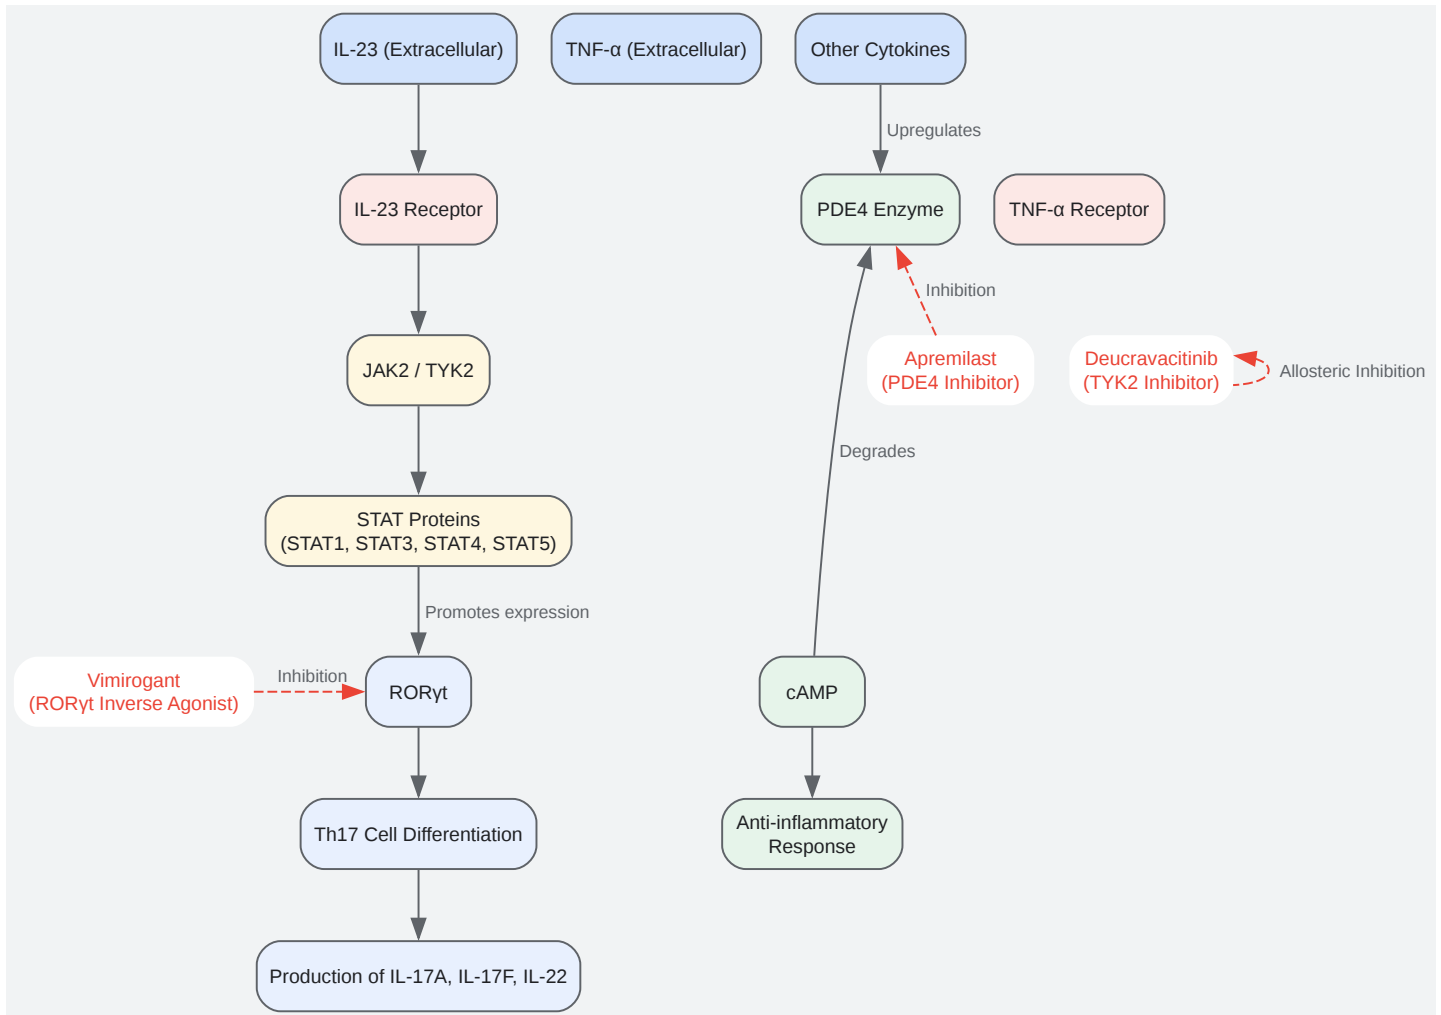 IL-23 (Extracellular)
TNF-α (Extracellular)
Other Cytokines
Upregulates
IL-23 Receptor
PDE4 Enzyme
TNF-α Receptor
Inhibition
JAK2 / TYK2
Apremilast
(PDE4 Inhibitor)
Deucravacitinib
(TYK2 Inhibitor)
Allosteric Inhibition
Degrades
STAT Proteins
(STAT1, STAT3, STAT4, STAT5)
Promotes expression
Vimirogant
(RORγt Inverse Agonist)
Inhibition
RORγt
cAMP
Th17 Cell Differentiation
Anti-inflammatory
Response
Production of IL-17A, IL-17F, IL-22